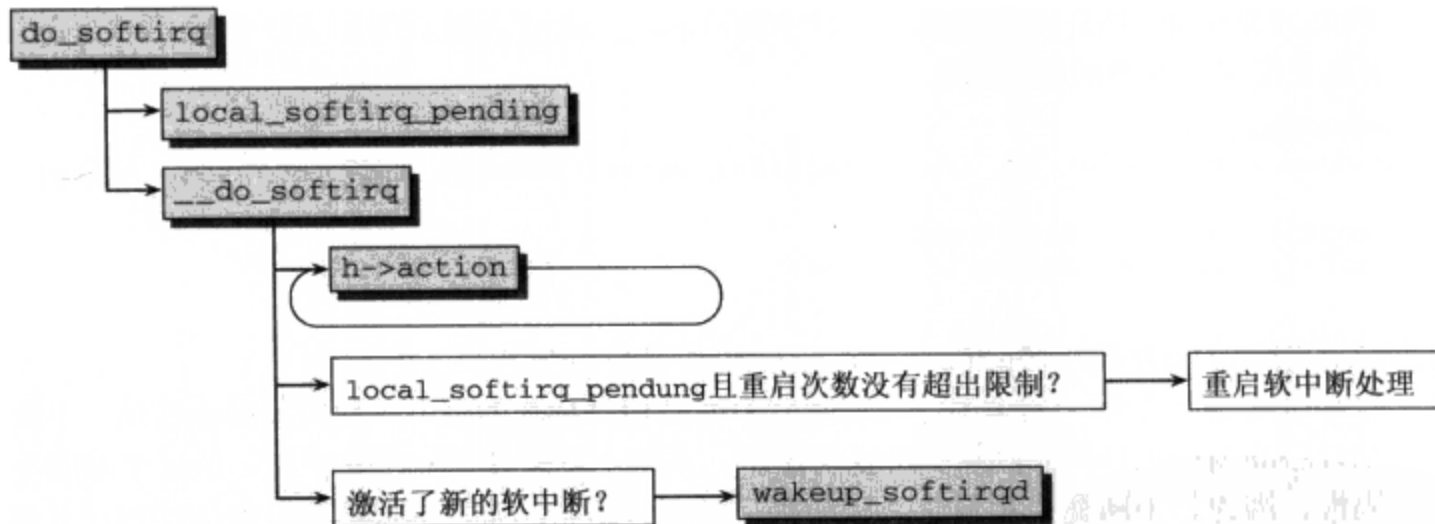 do_softirq
local_softirq_pending
__do_softirq
h->action
local_softirq_pendung且重启次数没有超出限制?
重启软中断处理
激活了新的软中断?
wakeup_softirqd